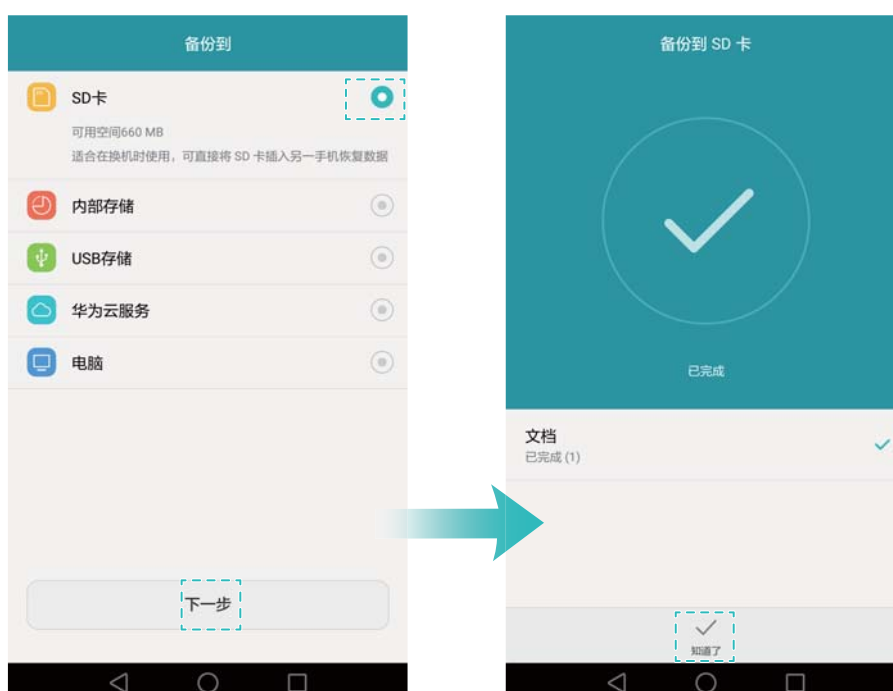 备份到
SD卡
可用空间660 MB
适合在换机时使用，可直接将 SD 卡插入另一手机恢复数据
内部存储
USB存储
华为云服务
电脑
下一步
备份到 SD 卡
已完成
文档
已完成 (1)
知道了